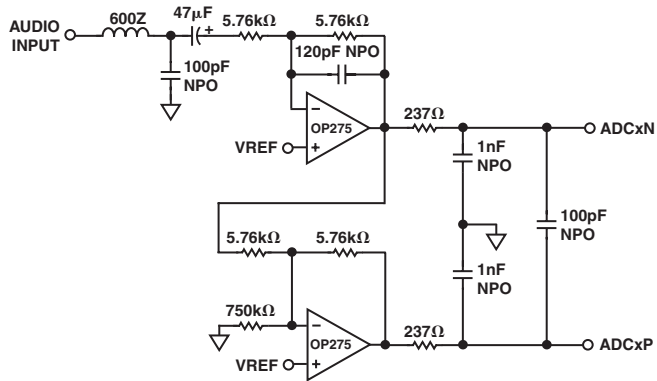 AUDIO
INPUT
600Z
47μF
+
5.76kΩ
5.76kΩ
120pF NPO
100pF
NPO
−
OP275
+
VREF
237Ω
ADCxN
1nF
NPO
100pF
NPO
5.76kΩ
5.76kΩ
1nF
NPO
750kΩ
−
OP275
+
VREF
237Ω
ADCxP